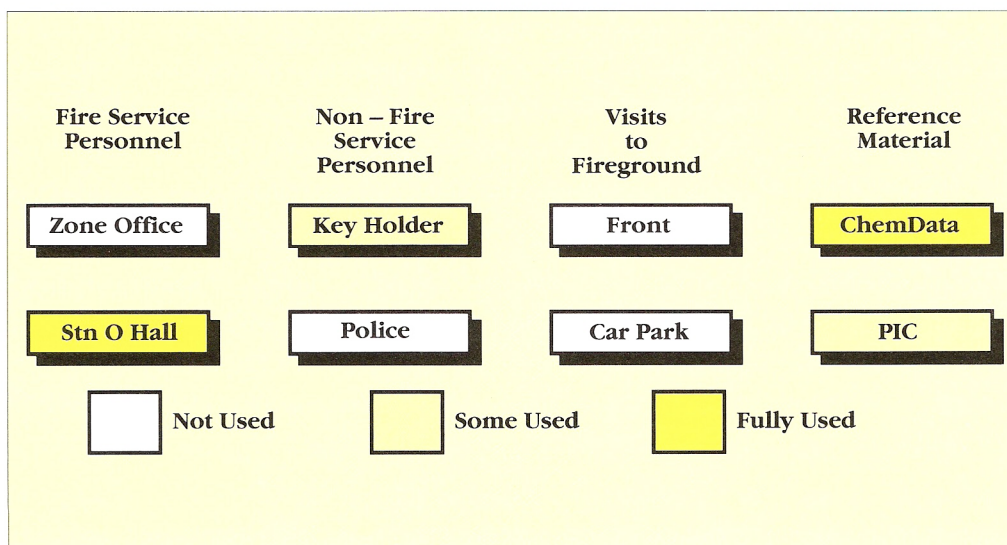 Fire Service
Personnel
Non – Fire
Service
Personnel
Visits
to
Fireground
Reference
Material
Zone Office
Key Holder
Front
ChemData
Stn O Hall
Police
Car Park
PIC
Not Used
Some Used
Fully Used